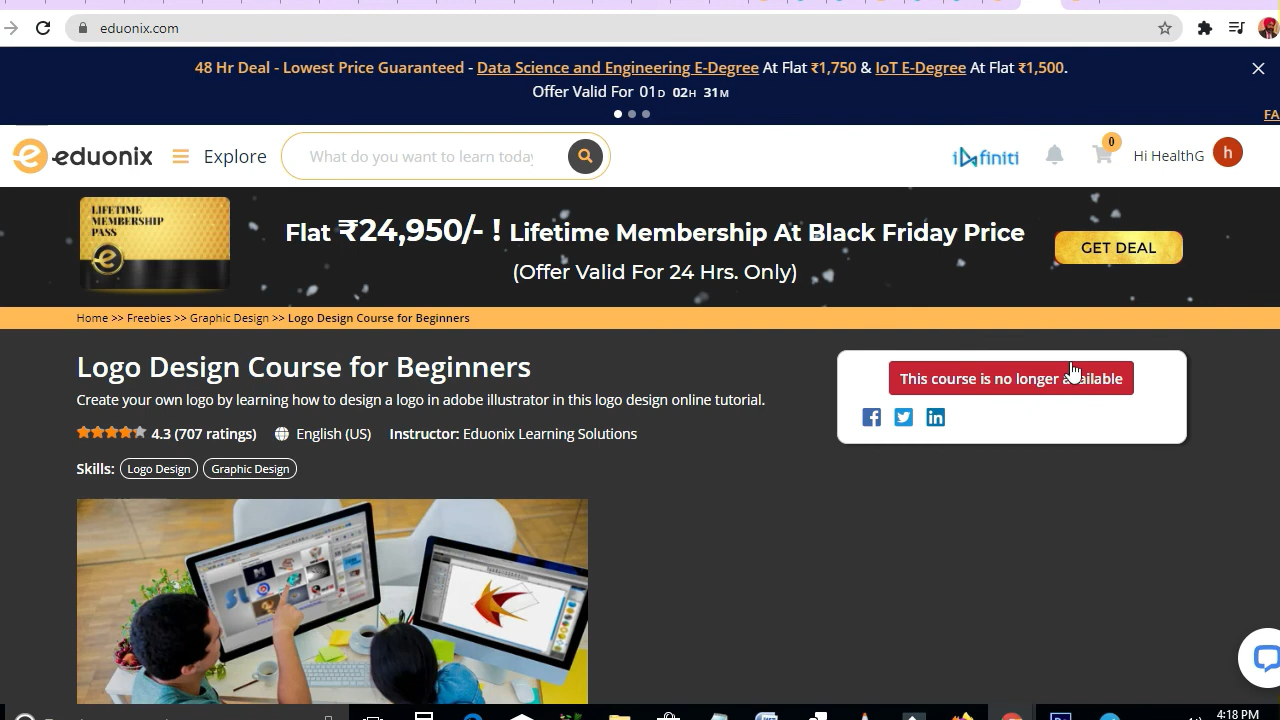 eduonix.com
48 Hr Deal - Lowest Price Guaranteed - Data Science and Engineering E-Degree At Flat ₹1,750 & IoT E-Degree At Flat ₹1,500.
Offer Valid For 01D 02H 31M
FA
eduonix
Explore
What do you want to learn today
infiniti
0
Hi HealthG
h
LIFETIME
MEMBERSHIP
PASS
Flat ₹24,950/- ! Lifetime Membership At Black Friday Price
(Offer Valid For 24 Hrs. Only)
GET DEAL
Home >> Freebies >> Graphic Design >> Logo Design Course for Beginners
Logo Design Course for Beginners
Create your own logo by learning how to design a logo in adobe illustrator in this logo design online tutorial.
4.3 (707 ratings) English (US) Instructor: Eduonix Learning Solutions
Skills: Logo Design Graphic Design
This course is no longer available
4:18 PM